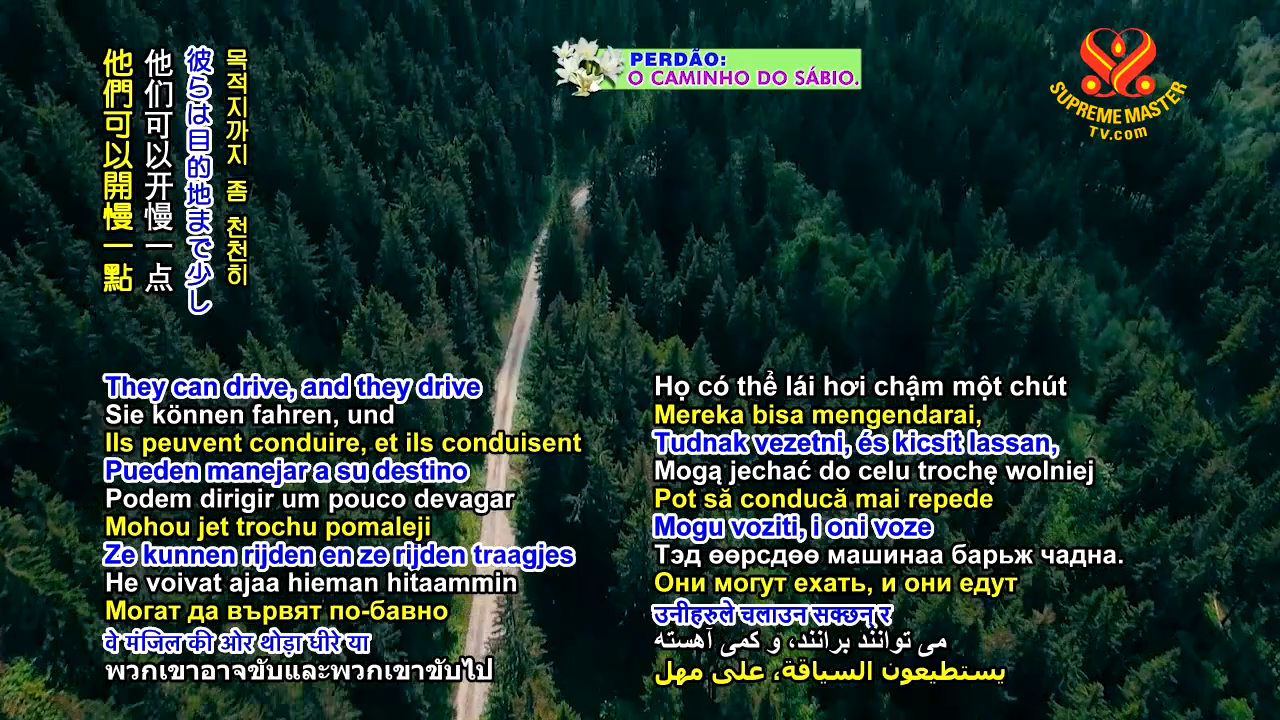 他們可以開慢一點
他们可以开慢一点
彼らは目的地まで少し
목적지까지 좀 천천히
PERDÃO:
O CAMINHO DO SÁBIO.
SUPREME MASTER
TV.com
They can drive, and they drive
Sie können fahren, und
Ils peuvent conduire, et ils conduisent
Pueden manejar a su destino
Podem dirigir um pouco devagar
Mohou jet trochu pomaleji
Ze kunnen rijden en ze rijden traagjes
He voivat ajaa hieman hitaammin
Могат да вървят по-бавно
वे मंजिल की ओर थोड़ा धीरे या
พวกเขาอาจขับและพวกเขาขับไป
Họ có thể lái hơi chậm một chút
Mereka bisa mengendarai,
Tudnak vezetni, és kicsit lassan,
Mogą jechać do celu trochę wolniej
Pot să conducă mai repede
Mogu voziti, i oni voze
Тэд өөрсдөө машинаа барьж чадна.
Они могут ехать, и они едут
उनीहरुले चलाउन सक्छन् र
می توانند برانند، و کمی آهسته
يستطيعون السياقة، على مهل